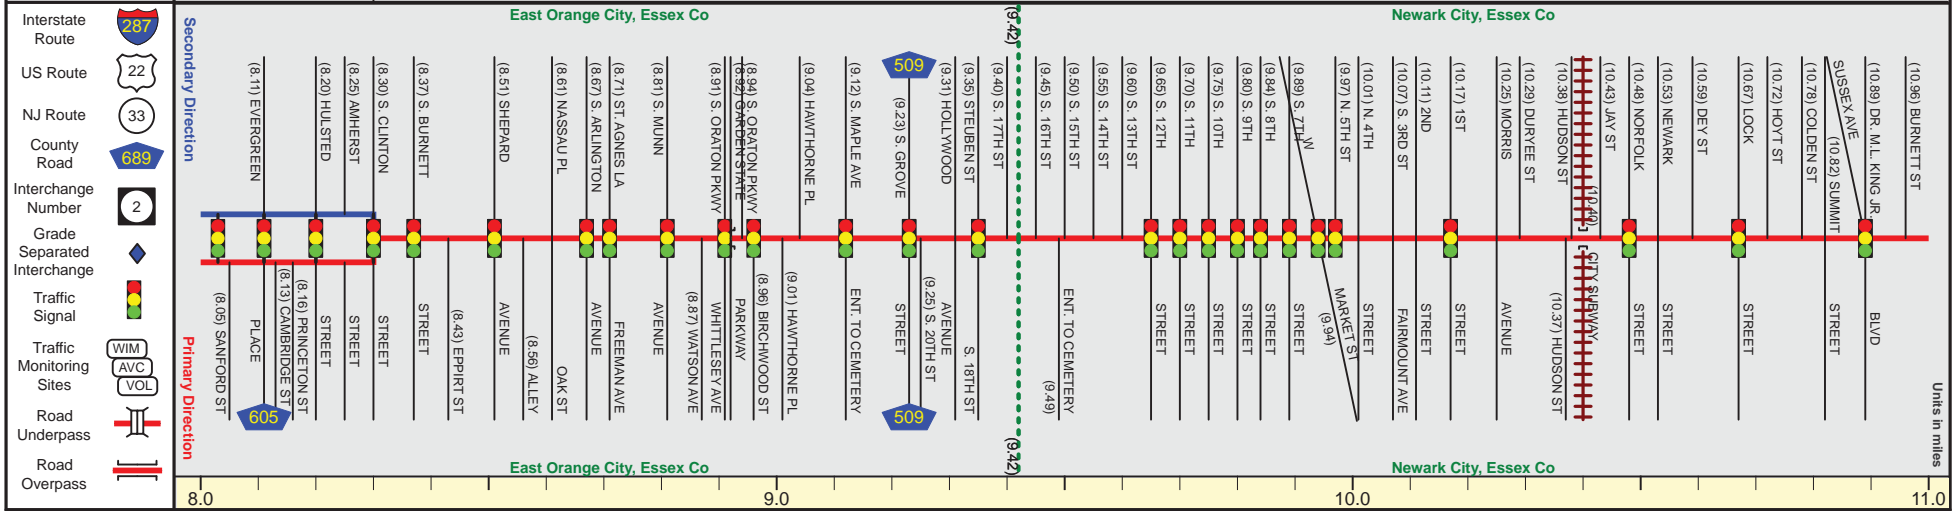 Interstate
Route
287
US Route
22
NJ Route
33
County
Road
689
Interchange
Number
2
Grade
Separated
Interchange
Traffic
Signal
Traffic
Monitoring
Sites
WIM
AVC
VOL
Road
Underpass
Road
Overpass
Secondary Direction
Primary Direction
East Orange City, Essex Co
(9.42)
Newark City, Essex Co
(8.11) EVERGREEN
(8.20) HULSTED
(8.25) AMHERST
(8.30) S. CLINTON
(8.37) S. BURNETT
(8.51) SHEPARD
(8.61) NASSAU PL
(8.67) S. ARLINGTON
(8.71) ST. AGNES LA
(8.81) S. MUNN
(8.91) S. ORATON PKWY
(8.92) GARDEN STATE
(8.94) S. ORATON PKWY
(9.04) HAWTHORNE PL
(9.12) S. MAPLE AVE
509
(9.23) S. GROVE
(9.31) HOLLYWOOD
(9.35) STEUBEN ST
(9.40) S. 17TH ST
(9.45) S. 16TH ST
(9.50) S. 15TH ST
(9.55) S. 14TH ST
(9.60) S. 13TH ST
(9.65) S. 12TH
(9.70) S. 11TH
(9.75) S. 10TH
(9.80) S. 9TH
(9.84) S. 8TH
(9.89) S. 7TH
W
(9.97) N. 5TH ST
(10.01) N. 4TH
(10.07) S. 3RD ST
(10.11) 2ND
(10.17) 1ST
(10.25) MORRIS
(10.29) DURYEE ST
(10.38) HUDSON ST
(10.40)
(10.43) JAY ST
(10.48) NORFOLK
(10.53) NEWARK
(10.59) DEY ST
(10.67) LOCK
(10.72) HOYT ST
(10.78) COLDEN ST
SUSSEX AVE
(10.82) SUMMIT
(10.89) DR. M.L. KING JR.
(10.96) BURNETT ST
(8.05) SANFORD ST
PLACE
605
(8.13) CAMBRIDGE ST
(8.16) PRINCETON ST
STREET
STREET
STREET
STREET
(8.43) EPPIRT ST
AVENUE
(8.56) ALLEY
OAK ST
AVENUE
FREEMAN AVE
AVENUE
(8.87) WATSON AVE
WHITTLESEY AVE
PARKWAY
(8.96) BIRCHWOOD ST
(9.01) HAWTHORNE PL
ENT. TO CEMETERY
STREET
509
(9.25) S. 20TH ST
AVENUE
S. 18TH ST
(9.49)
ENT. TO CEMETERY
STREET
STREET
STREET
STREET
STREET
STREET
(9.94)
MARKET ST
STREET
FAIRMOUNT AVE
STREET
STREET
AVENUE
(10.37) HUDSON ST
CITY SUBWAY
STREET
STREET
STREET
STREET
BLVD
Units in miles
East Orange City, Essex Co
(9.42)
Newark City, Essex Co
8.0
9.0
10.0
11.0